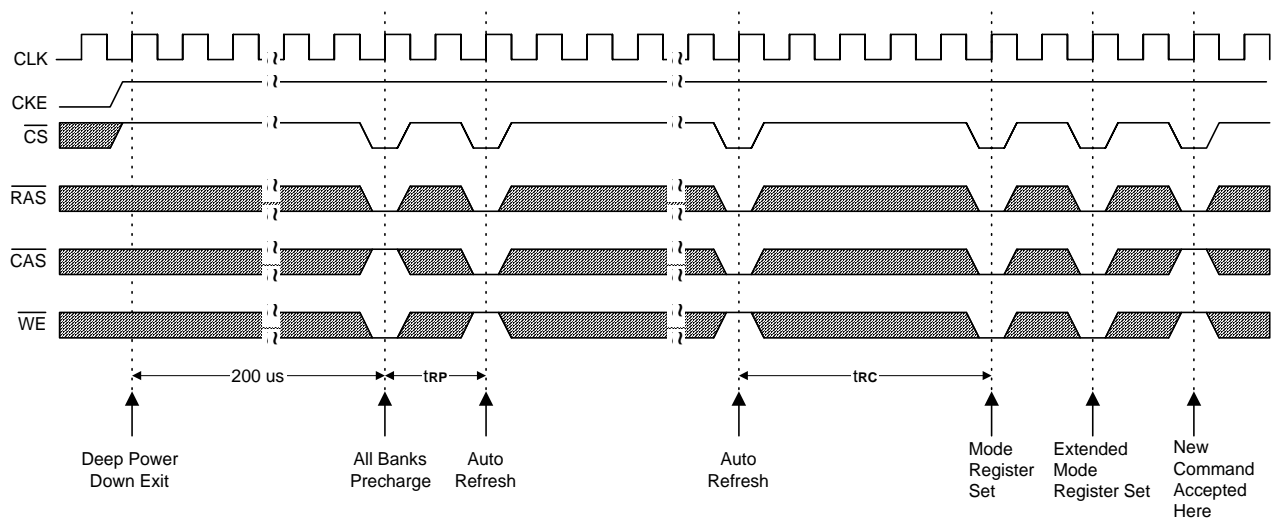 CLK
CKE
CS
RAS
CAS
WE
200 us
tRP
tRC
Deep Power
Down Exit
All Banks
Precharge
Auto
Refresh
Auto
Refresh
Mode
Register
Set
Extended
Mode
Register Set
New
Command
Accepted
Here